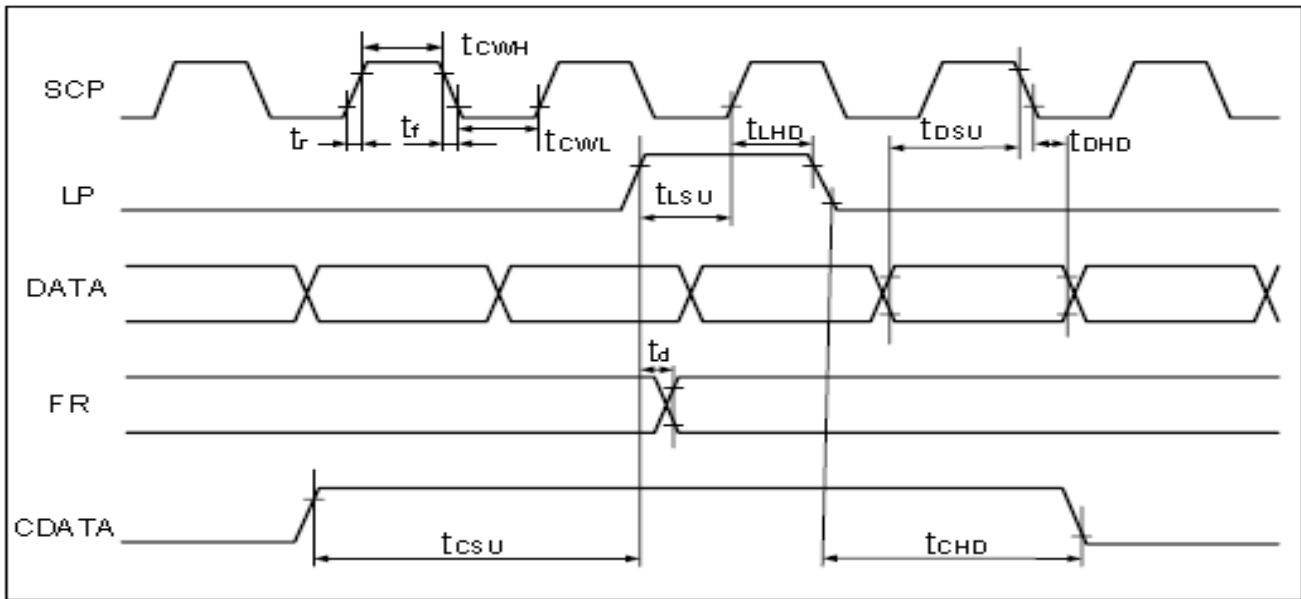 tCWH
SCP
tr
tf
tCWL
tLHD
tDSU
tDHD
LP
tLSU
DATA
td
FR
CDATA
tCSU
tCHD